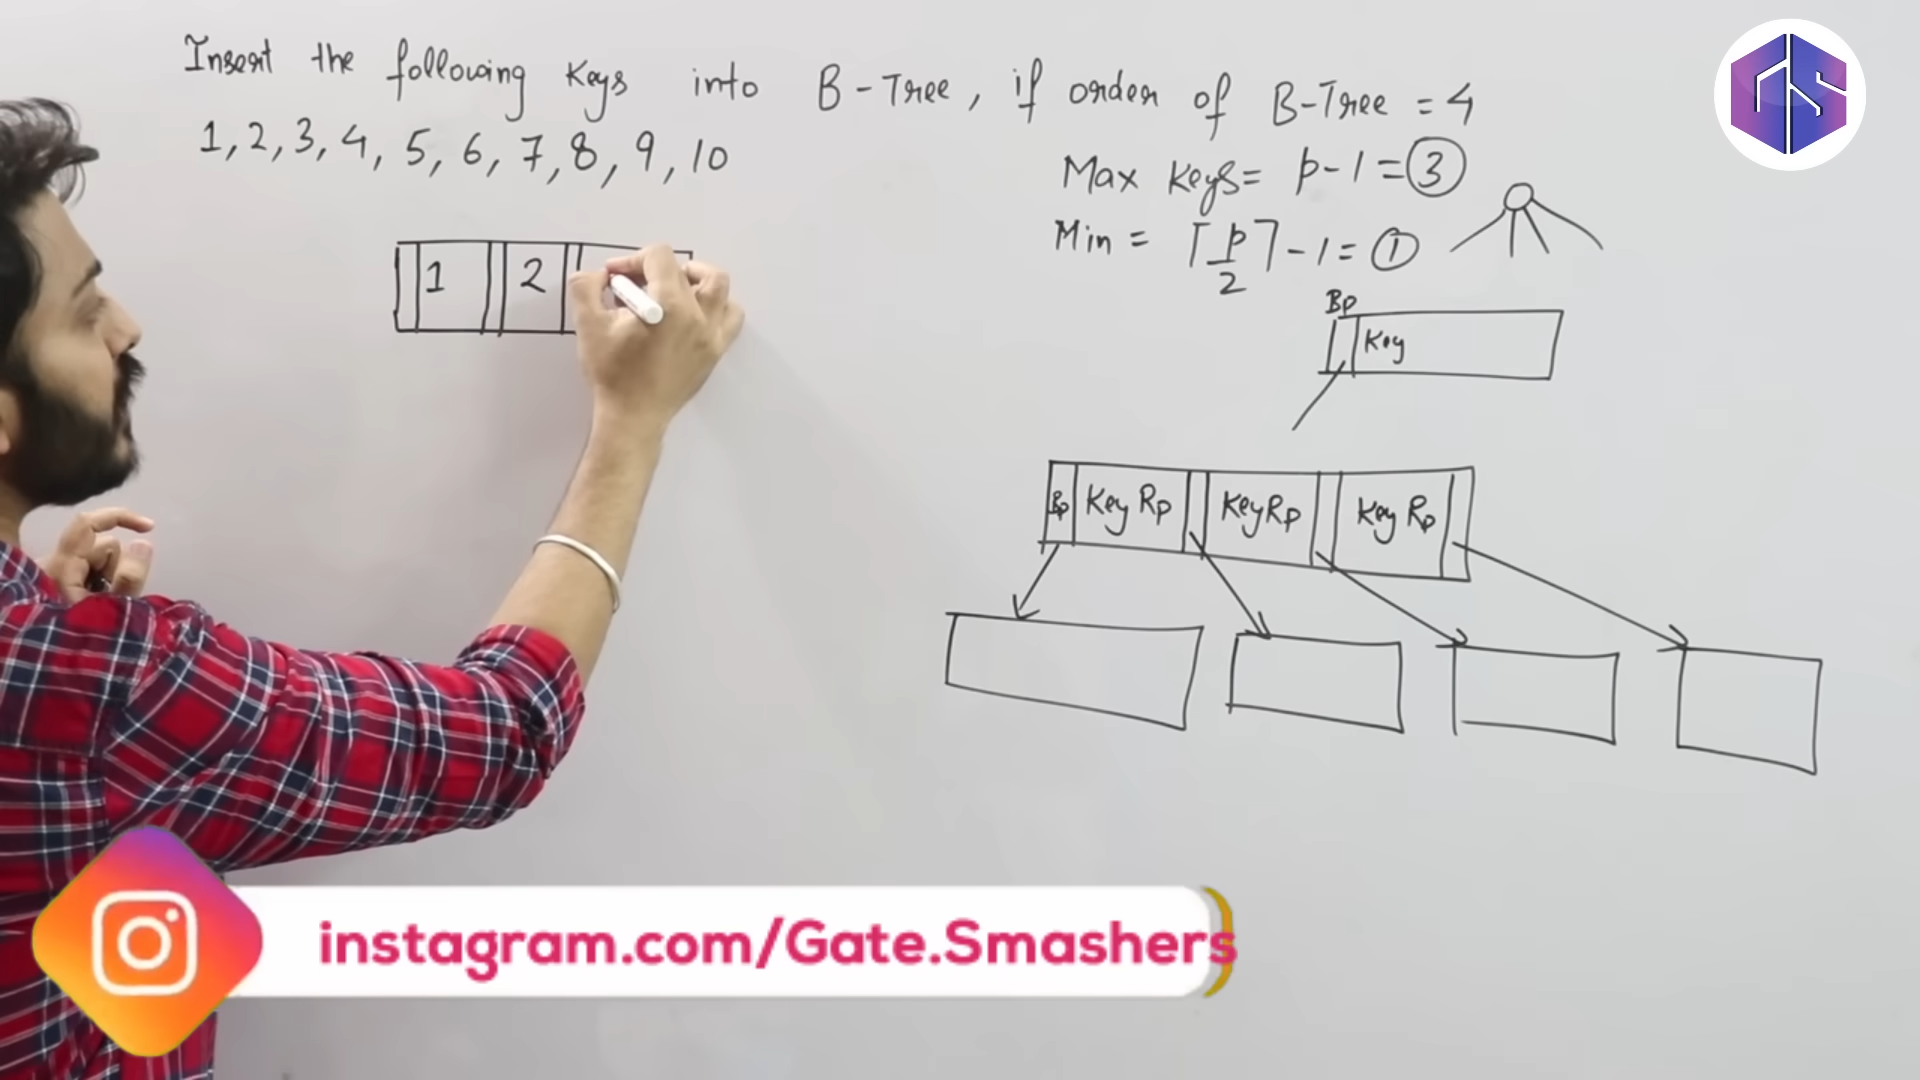 Insert the following Keys into B-Tree, if order of B-Tree = 4
1, 2, 3, 4, 5, 6, 7, 8, 9, 10
Max Keys = p-1 = 3
Min = ⌈p/2⌉ - 1 = 1
1 2
Bp
Key
Bp Key Rp Key Rp Key Rp
instagram.com/Gate.Smashers